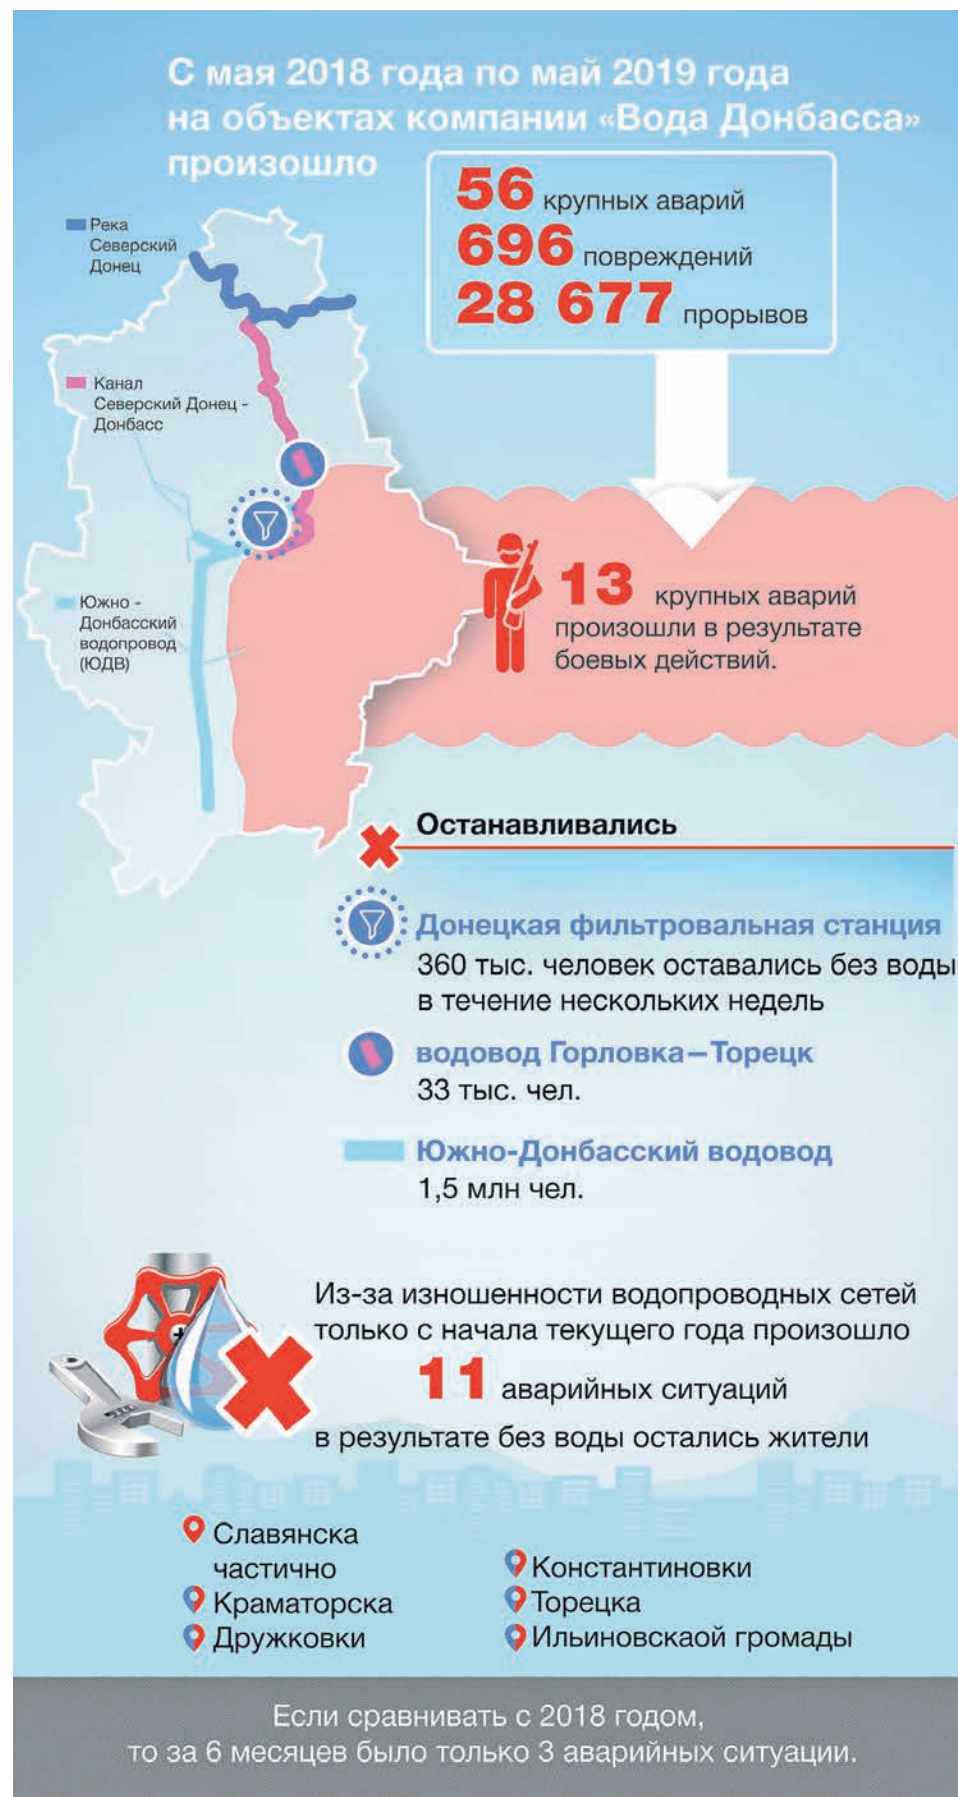 С мая 2018 года по май 2019 года
на объектах компании «Вода Донбасса»
произошло
56 крупных аварий
696 повреждений
28 677 прорывов
Река
Северский
Донец
Канал
Северский Донец -
Донбасс
Южно -
Донбасский
водопровод
(ЮДВ)
13 крупных аварий
произошли в результате
боевых действий.
Останавливались
Донецкая фильтровальная станция
360 тыс. человек оставались без воды
в течение нескольких недель
водовод Горловка–Торецк
33 тыс. чел.
Южно-Донбасский водовод
1,5 млн чел.
Из-за изношенности водопроводных сетей
только с начала текущего года произошло
11 аварийных ситуаций
в результате без воды остались жители
Славянска
частично
Краматорска
Дружковки
Константиновки
Торецка
Ильиновскаой громады
Если сравнивать с 2018 годом,
то за 6 месяцев было только 3 аварийных ситуации.